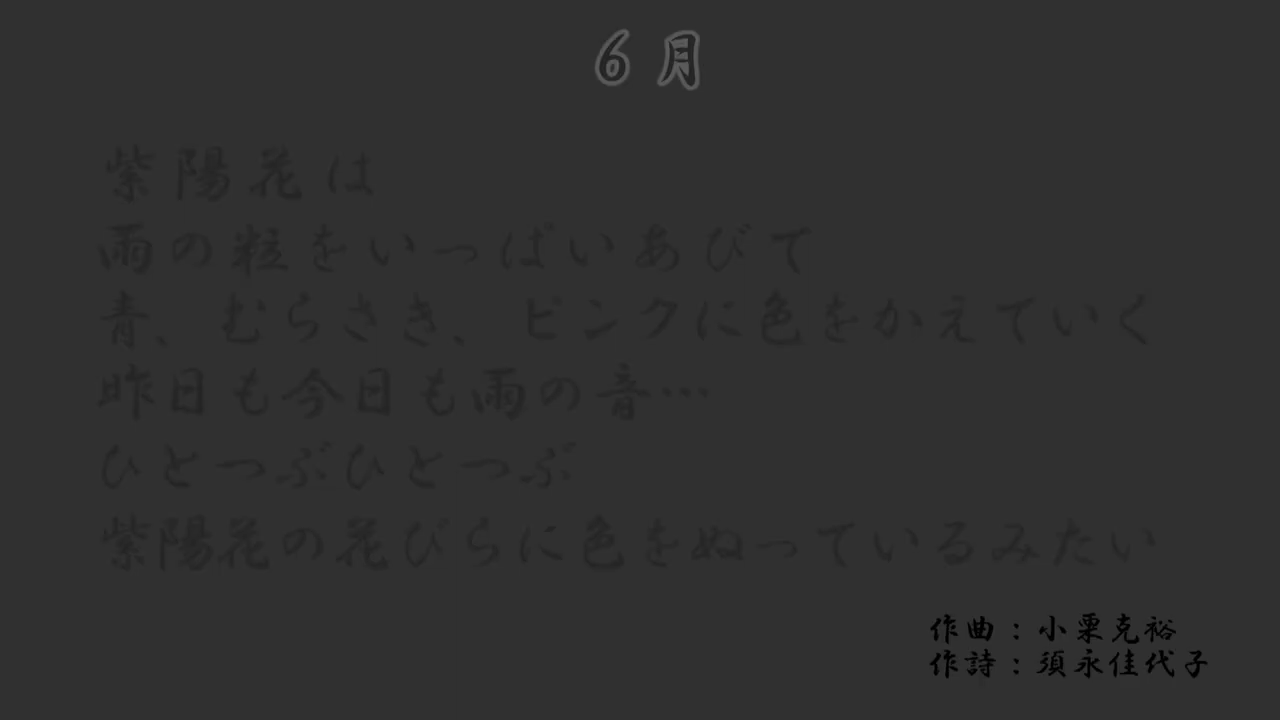 6月
紫陽花は
雨の粒をいっぱいあびて
青、むらさき、ピンクに色をかえていく
昨日も今日も雨の音…
ひとつぶひとつぶ
紫陽花の花びらに色をぬっているみたい
作曲：小栗克裕
作詩：須永佳代子